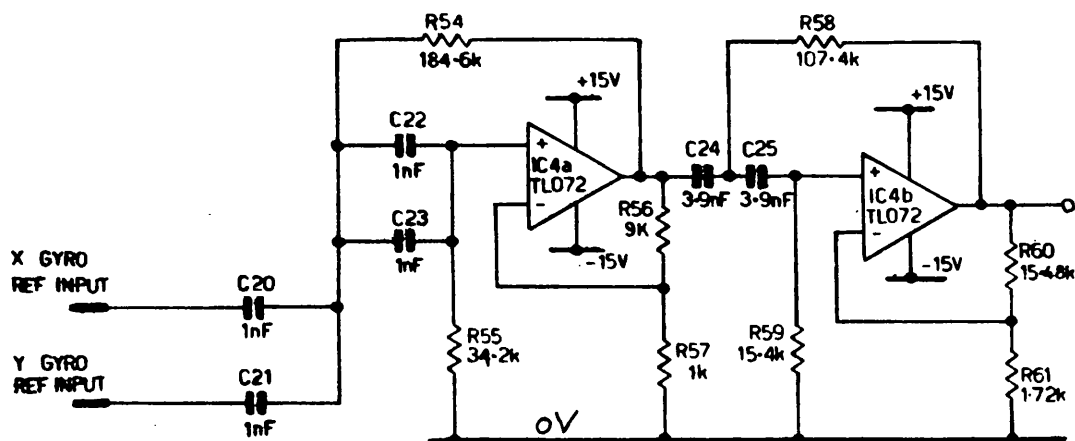 R54
184·6k
R58
107·4k
+15V
+15V
C22
1nF
C24
C25
3·9nF
3·9nF
+
IC4a
TL072
-
+
IC4b
TL072
-
C23
1nF
R56
9K
-15V
-15V
R60
15·48k
X GYRO
REF INPUT
C20
1nF
R55
34·2k
R57
1k
R59
15·4k
R61
1·72k
Y GYRO
REF INPUT
C21
1nF
0V